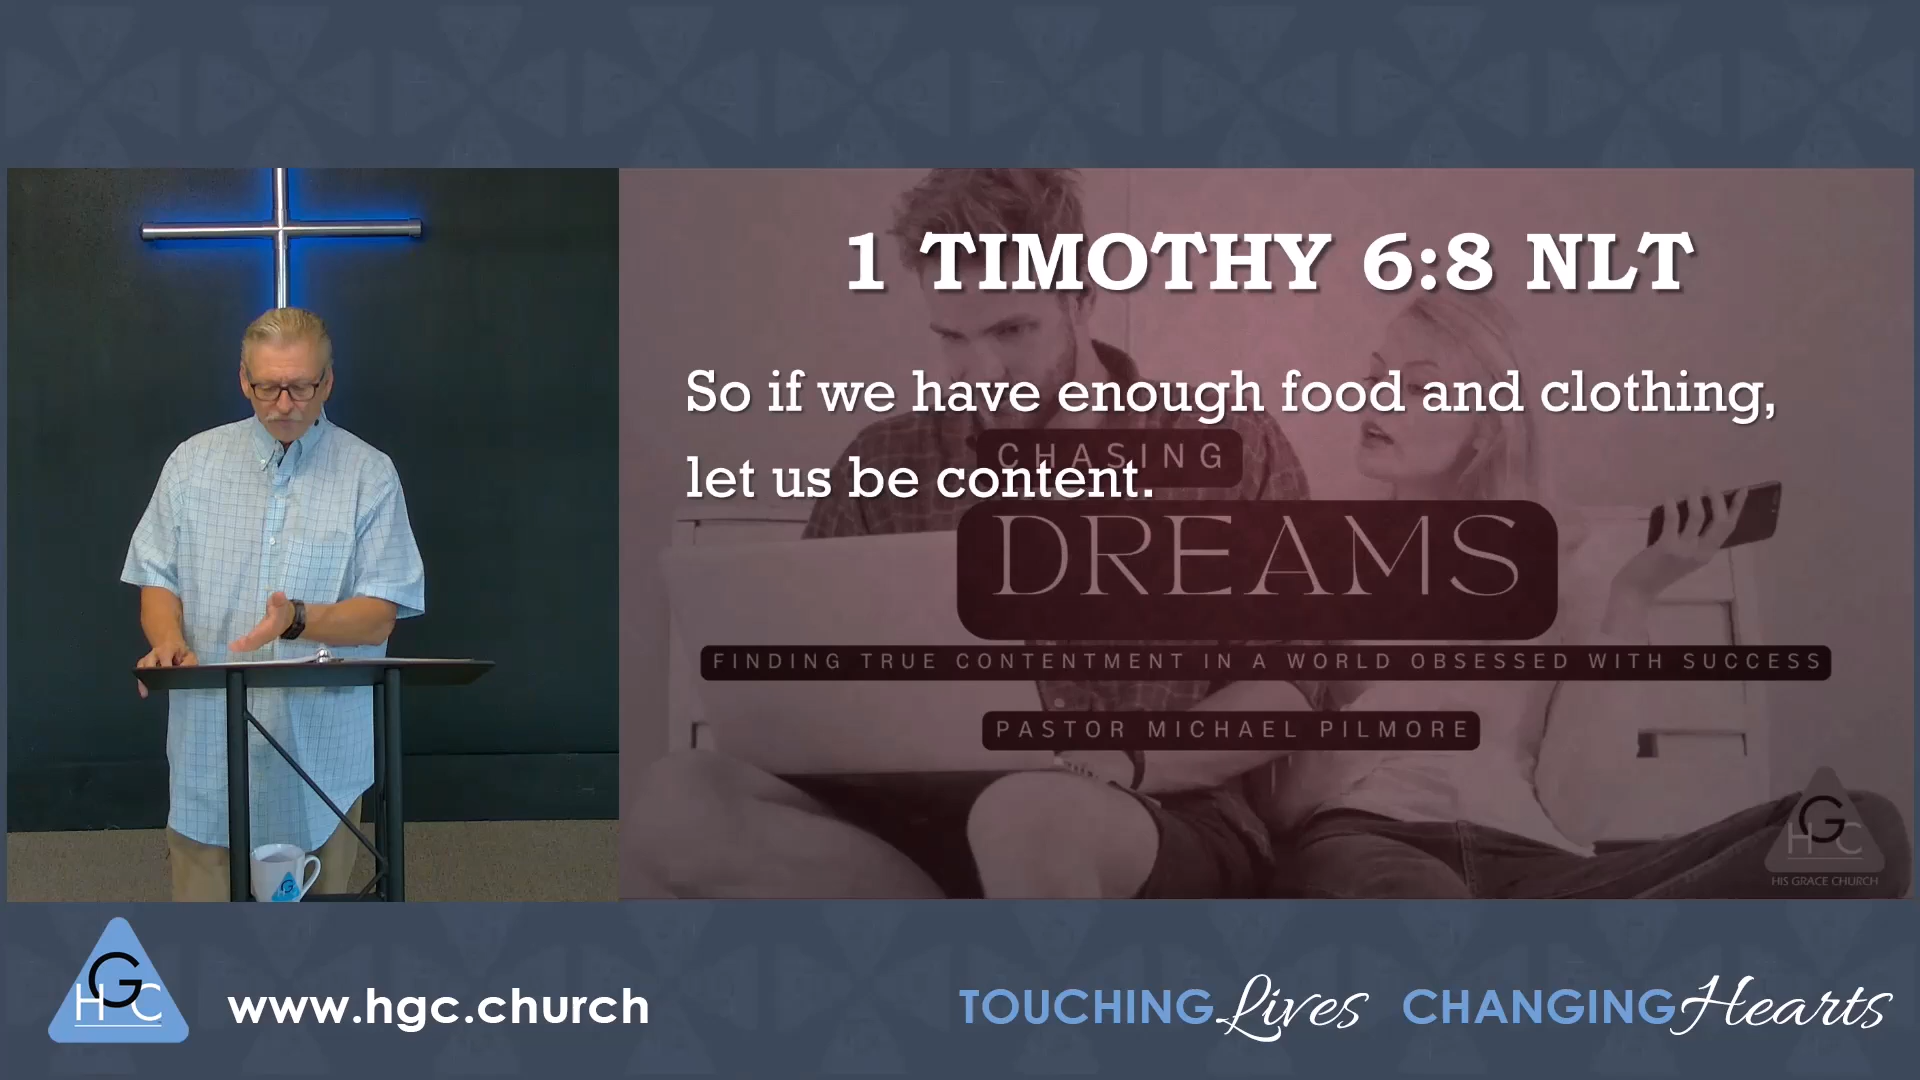 1 TIMOTHY 6:8 NLT
So if we have enough food and clothing,
let us be content.
CHASING
DREAMS
FINDING TRUE CONTENTMENT IN A WORLD OBSESSED WITH SUCCESS
PASTOR MICHAEL PILMORE
HGC
HIS GRACE CHURCH
G
HGC
www.hgc.church
TOUCHING Lives CHANGING Hearts